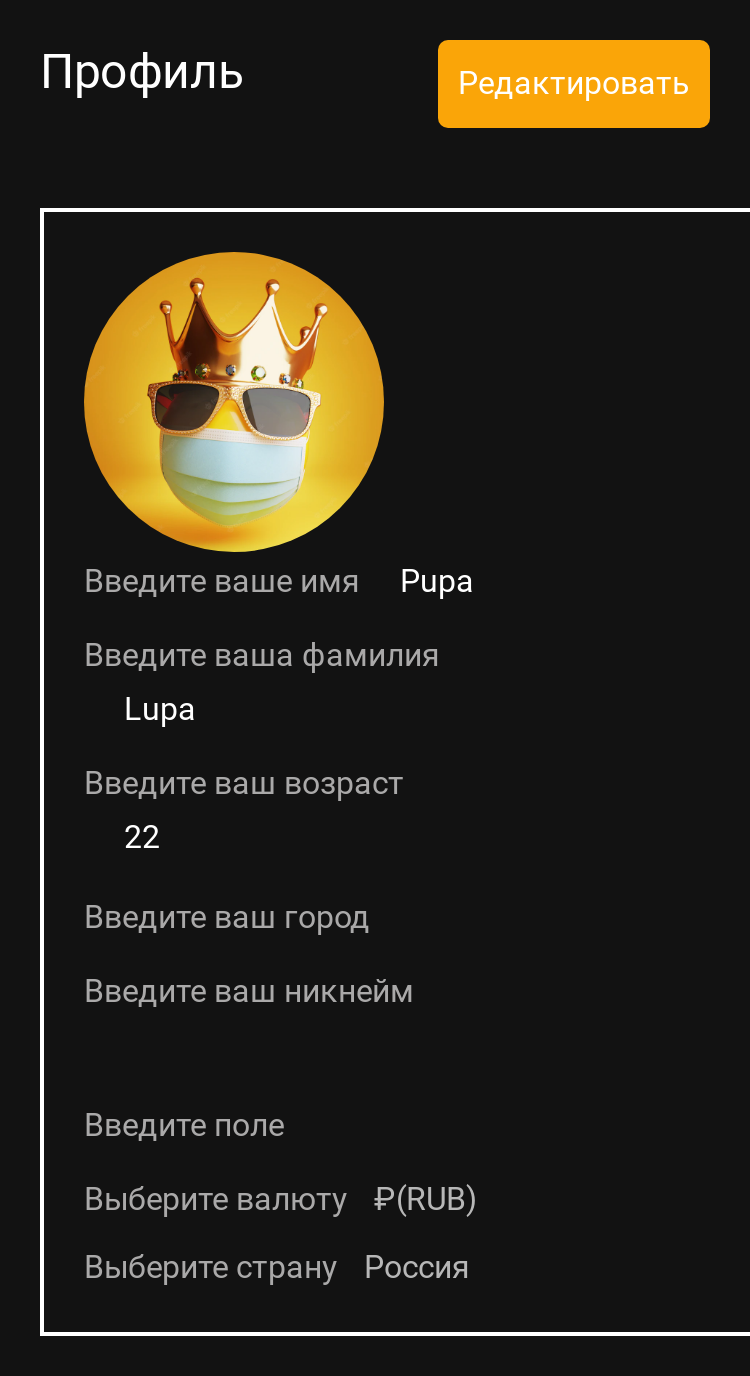 Профиль
Редактировать
Введите ваше имя Pupa
Введите ваша фамилия
Lupa
Введите ваш возраст
22
Введите ваш город
Введите ваш никнейм
Введите поле
Выберите валюту ₽(RUB)
Выберите страну Россия